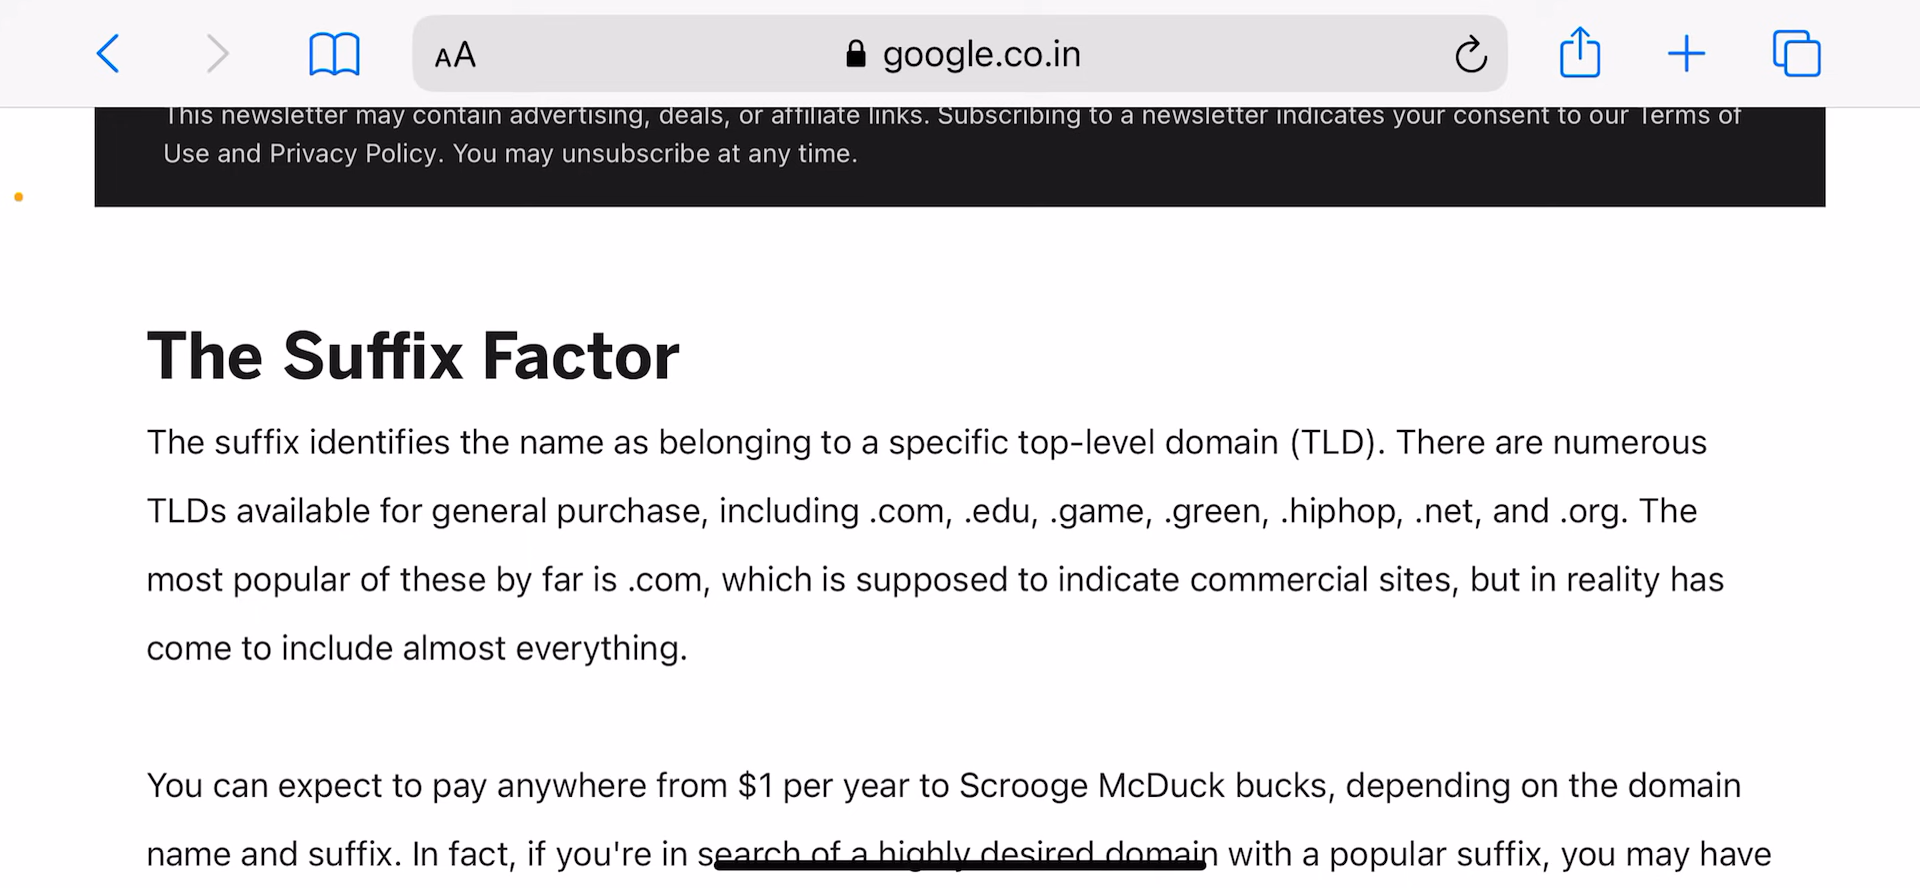 AA
google.co.in
This newsletter may contain advertising, deals, or affiliate links. Subscribing to a newsletter indicates your consent to our Terms of
Use and Privacy Policy. You may unsubscribe at any time.
The Suffix Factor
The suffix identifies the name as belonging to a specific top-level domain (TLD). There are numerous
TLDs available for general purchase, including .com, .edu, .game, .green, .hiphop, .net, and .org. The
most popular of these by far is .com, which is supposed to indicate commercial sites, but in reality has
come to include almost everything.
You can expect to pay anywhere from $1 per year to Scrooge McDuck bucks, depending on the domain
name and suffix. In fact, if you're in search of a highly desired domain with a popular suffix, you may have